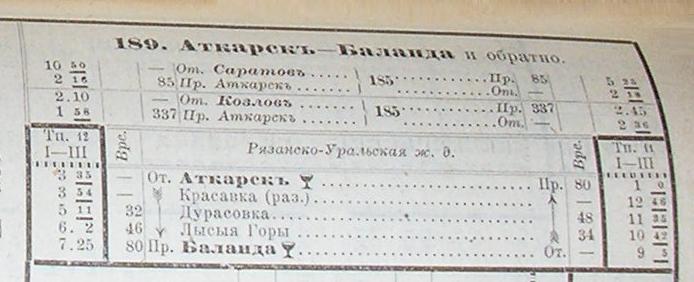 189. Аткарскъ—Баланда и обратно.
10 50 — От. Саратовъ ..... Пр. 85 5 25
2 16 85 Пр. Аткарскъ ..... 185 ..... От. — 2 18
2.10 — От. Козловъ ..... Пр. 337 2.45
1 58 337 Пр. Аткарскъ ..... 185 ..... От. — 2 36
Тп. 12 Врс. Рязанско-Уральская ж. д. Врс. Тп. 11
I—III I—III
3 35 — От. Аткарскъ ..... Пр. 80 1 0
3 54 — Красавка (раз.) ..... — 12 46
5 11 32 Дурасовка ..... 48 11 35
6. 2 46 Лысыя Горы ..... 34 10 42
7.25 80 Пр. Баланда ..... От. — 9 5